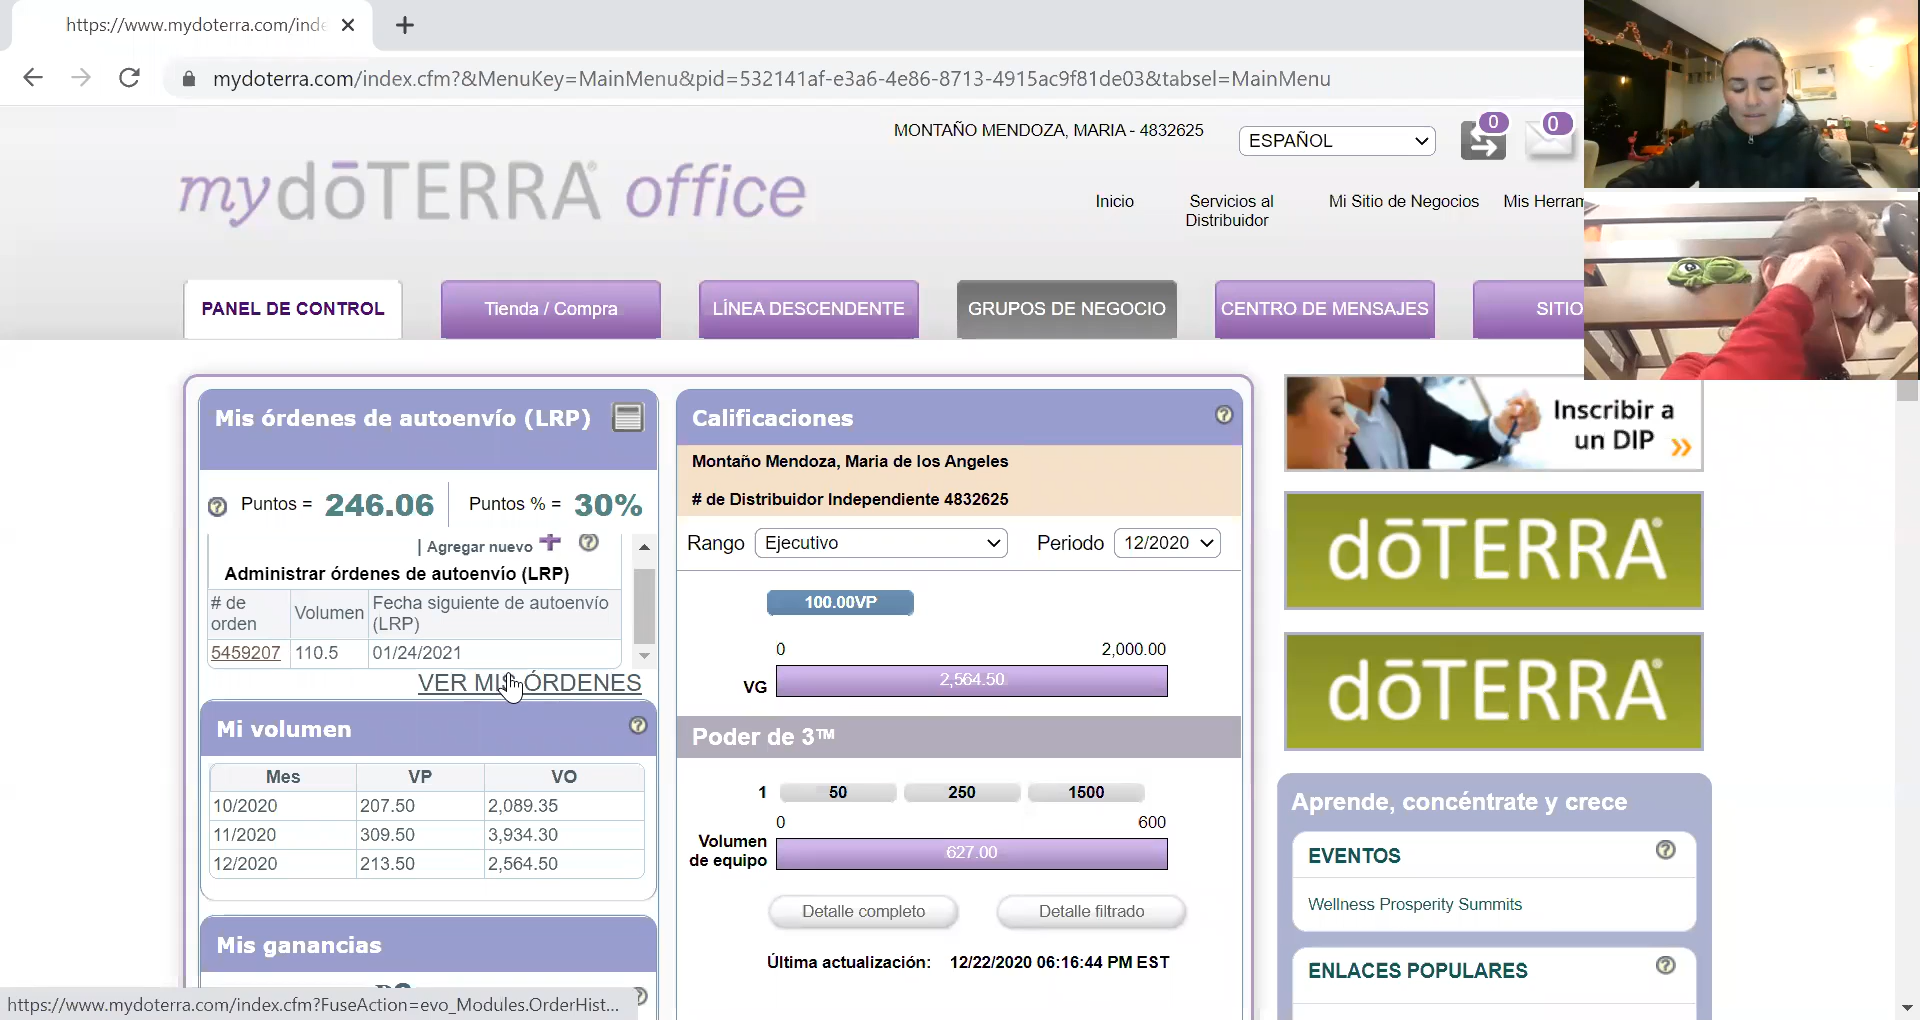 https://www.mydoterra.com/inde
mydoterra.com/index.cfm?&MenuKey=MainMenu&pid=532141af-e3a6-4e86-8713-4915ac9f81de03&tabsel=MainMenu
MONTAÑO MENDOZA, MARIA - 4832625
ESPAÑOL
0
0
mydōTERRA® office
Inicio
Servicios al
Distribuidor
Mi Sitio de Negocios
Mis Herram
PANEL DE CONTROL
Tienda / Compra
LÍNEA DESCENDENTE
GRUPOS DE NEGOCIO
CENTRO DE MENSAJES
SITIO
Mis órdenes de autoenvío (LRP)
Puntos = 246.06
Puntos % = 30%
| Agregar nuevo
Administrar órdenes de autoenvío (LRP)
# de
orden
Volumen
Fecha siguiente de autoenvío
(LRP)
5459207 110.5 01/24/2021
VER MIS ÓRDENES
Mi volumen
Mes VP VO
10/2020 207.50 2,089.35
11/2020 309.50 3,934.30
12/2020 213.50 2,564.50
Mis ganancias
Calificaciones
Montaño Mendoza, Maria de los Angeles
# de Distribuidor Independiente 4832625
Rango Ejecutivo Periodo 12/2020
100.00VP
0 2,000.00
VG 2,564.50
Poder de 3™
1 50 250 1500
0 600
Volumen
de equipo
627.00
Detalle completo Detalle filtrado
Última actualización: 12/22/2020 06:16:44 PM EST
Inscribir a
un DIP
dōTERRA®
dōTERRA®
Aprende, concéntrate y crece
EVENTOS
Wellness Prosperity Summits
ENLACES POPULARES
https://www.mydoterra.com/index.cfm?FuseAction=evo_Modules.OrderHist...